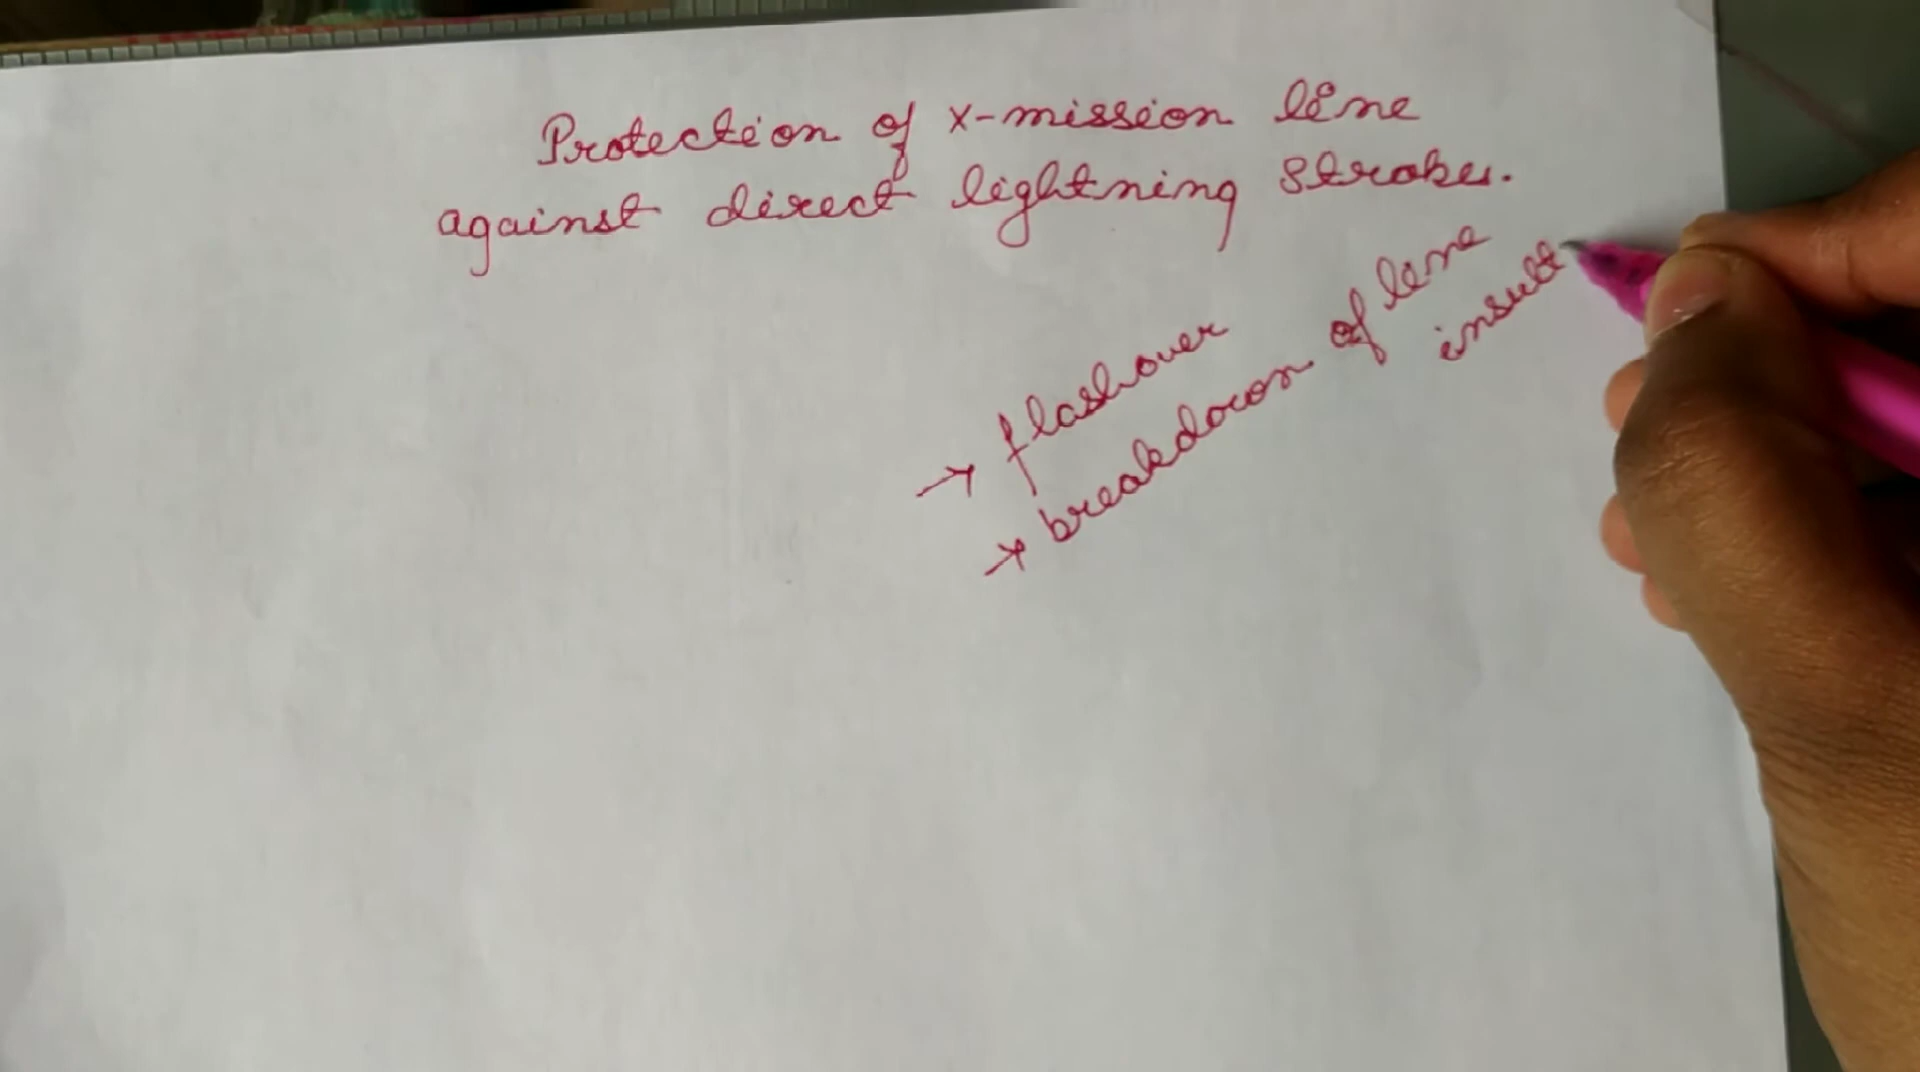 Protection of x-mission line
against direct lightning strokes.
→ flashover
→ breakdown of line
insult